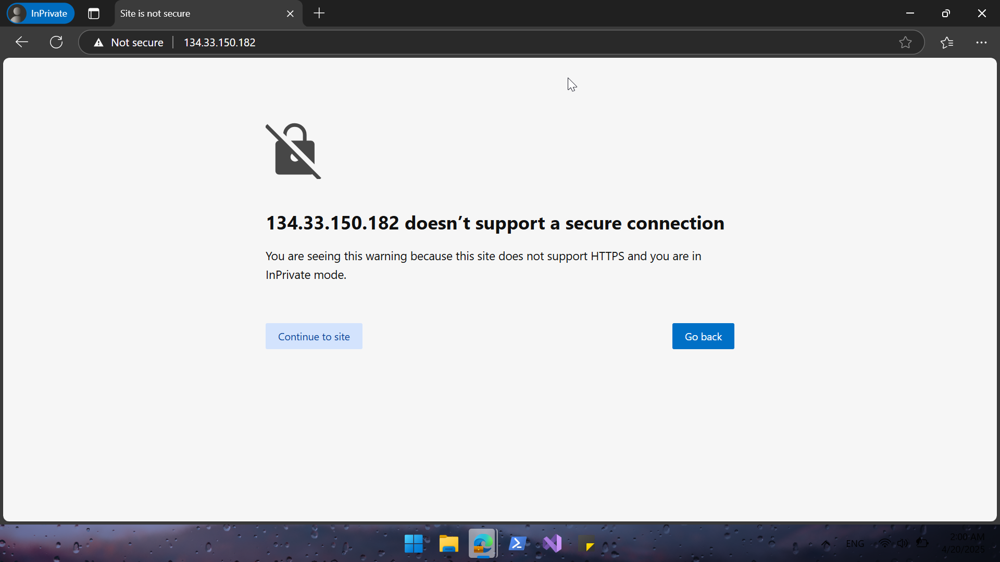 InPrivate
Site is not secure
Not secure
134.33.150.182
134.33.150.182 doesn’t support a secure connection
You are seeing this warning because this site does not support HTTPS and you are in
InPrivate mode.
Continue to site
Go back
ENG
2:00 AM
4/20/2025